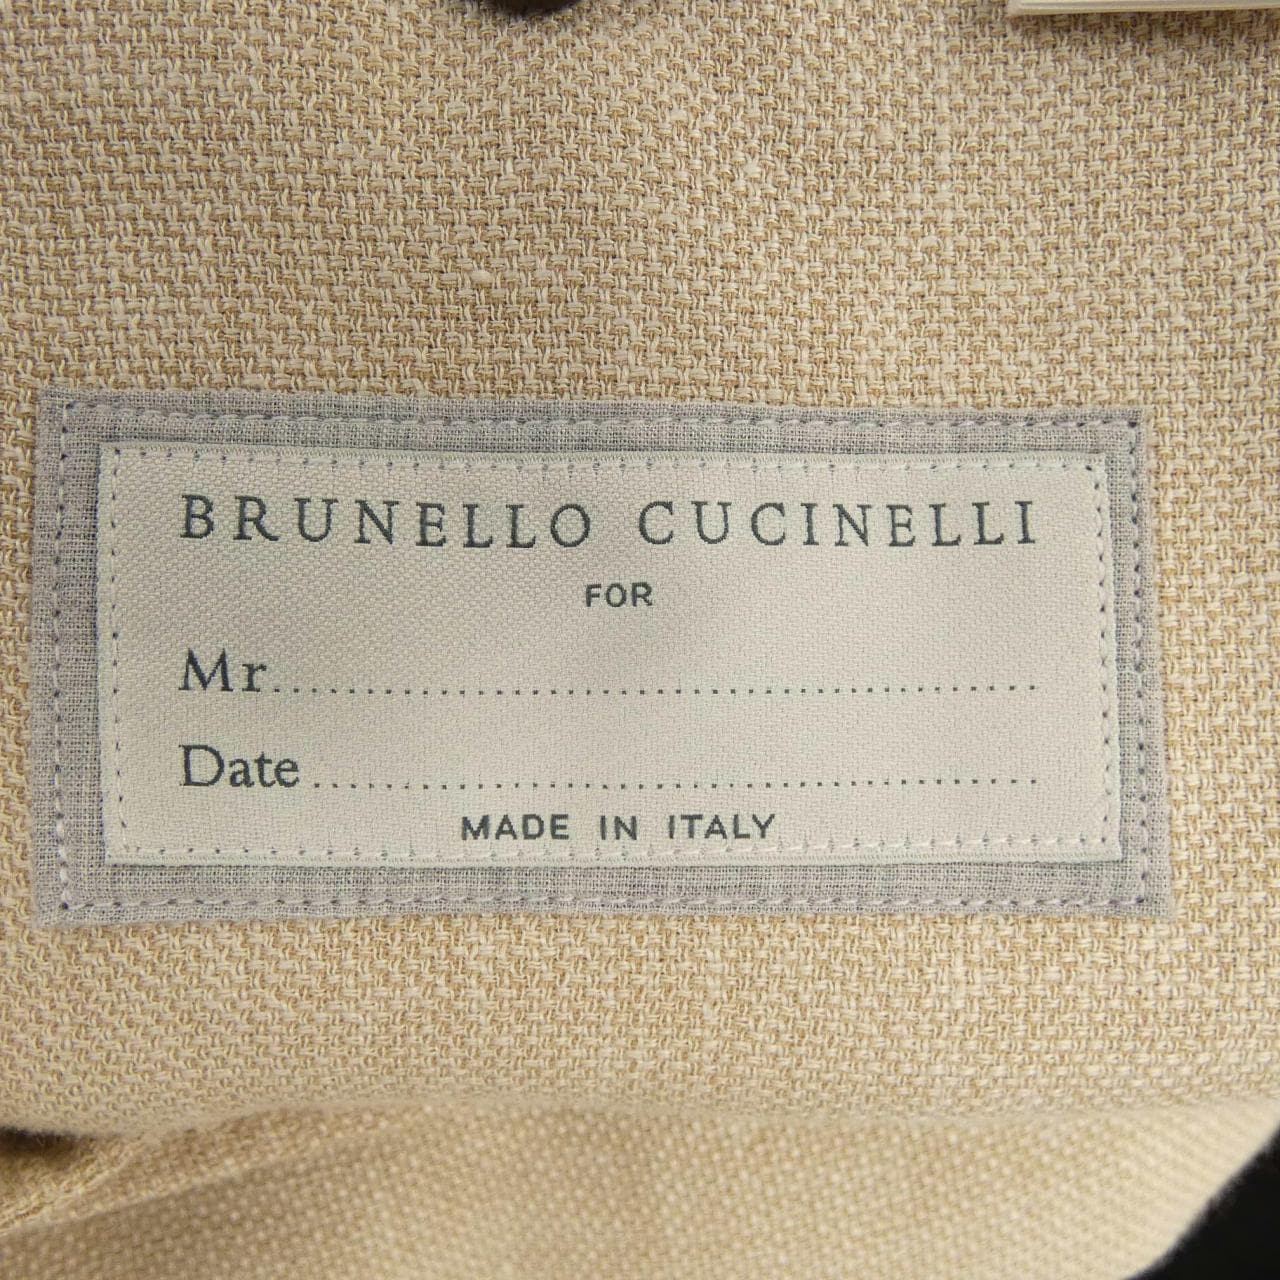 BRUNELLO CUCINELLI
FOR
Mr........................................
Date........................................
MADE IN ITALY